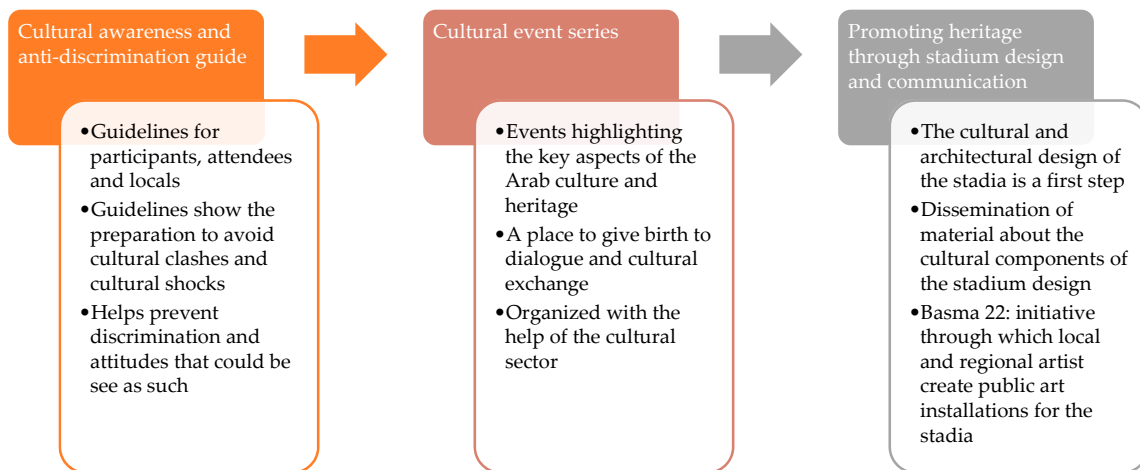 Cultural awareness and
anti-discrimination guide
•Guidelines for
participants, attendees
and locals
•Guidelines show the
preparation to avoid
cultural clashes and
cultural shocks
•Helps prevent
discrimination and
attitudes that could be
see as such
Cultural event series
•Events highlighting
the key aspects of the
Arab culture and
heritage
•A place to give birth to
dialogue and cultural
exchange
•Organized with the
help of the cultural
sector
Promoting heritage
through stadium design
and communication
•The cultural and
architectural design of
the stadia is a first step
•Dissemination of
material about the
cultural components of
the stadium design
•Basma 22: initiative
through which local
and regional artist
create public art
installations for the
stadia